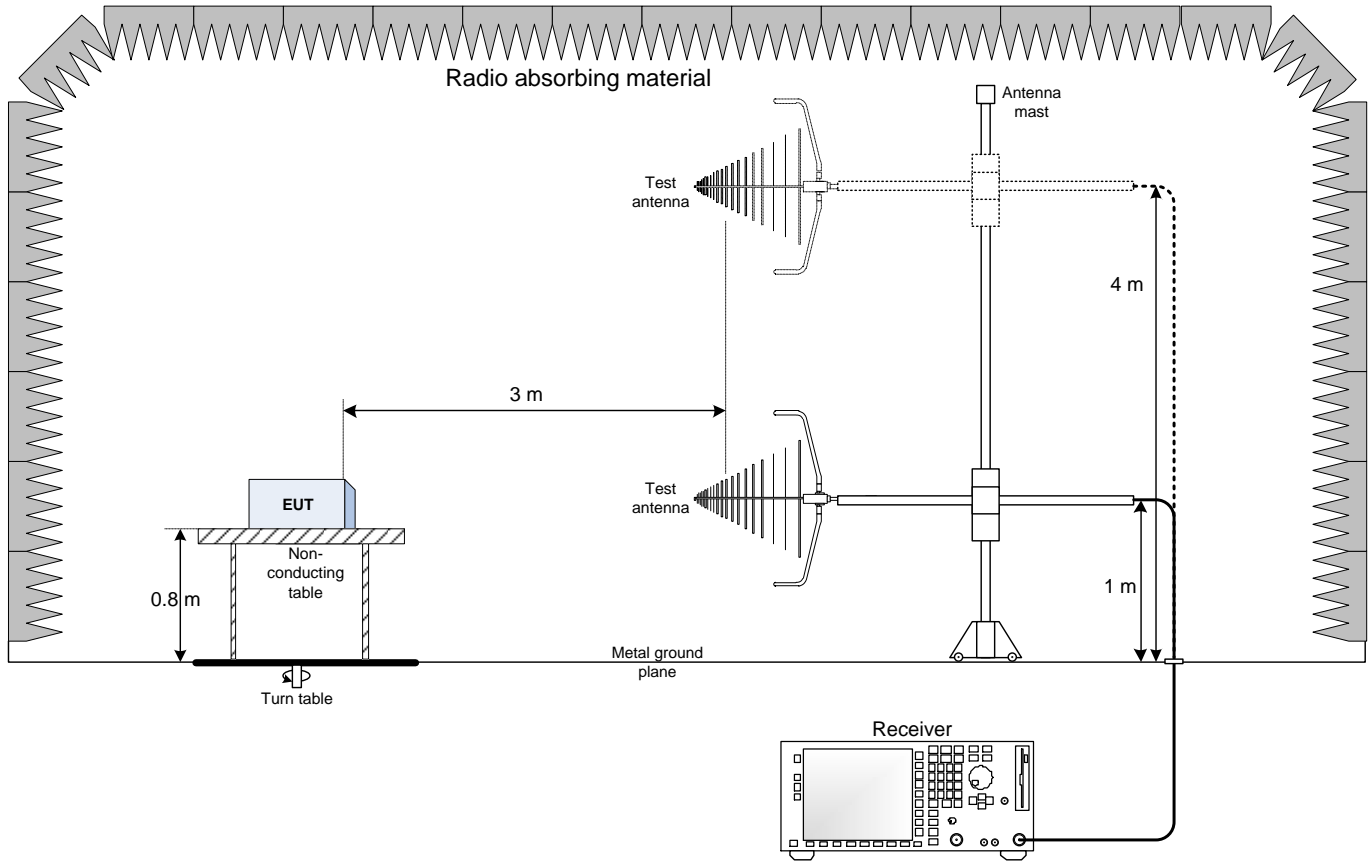 Radio absorbing material
Antenna
mast
Test
antenna
4 m
3 m
Test
antenna
EUT
Non-
conducting
table
0.8 m
1 m
Metal ground
plane
Turn table
Receiver